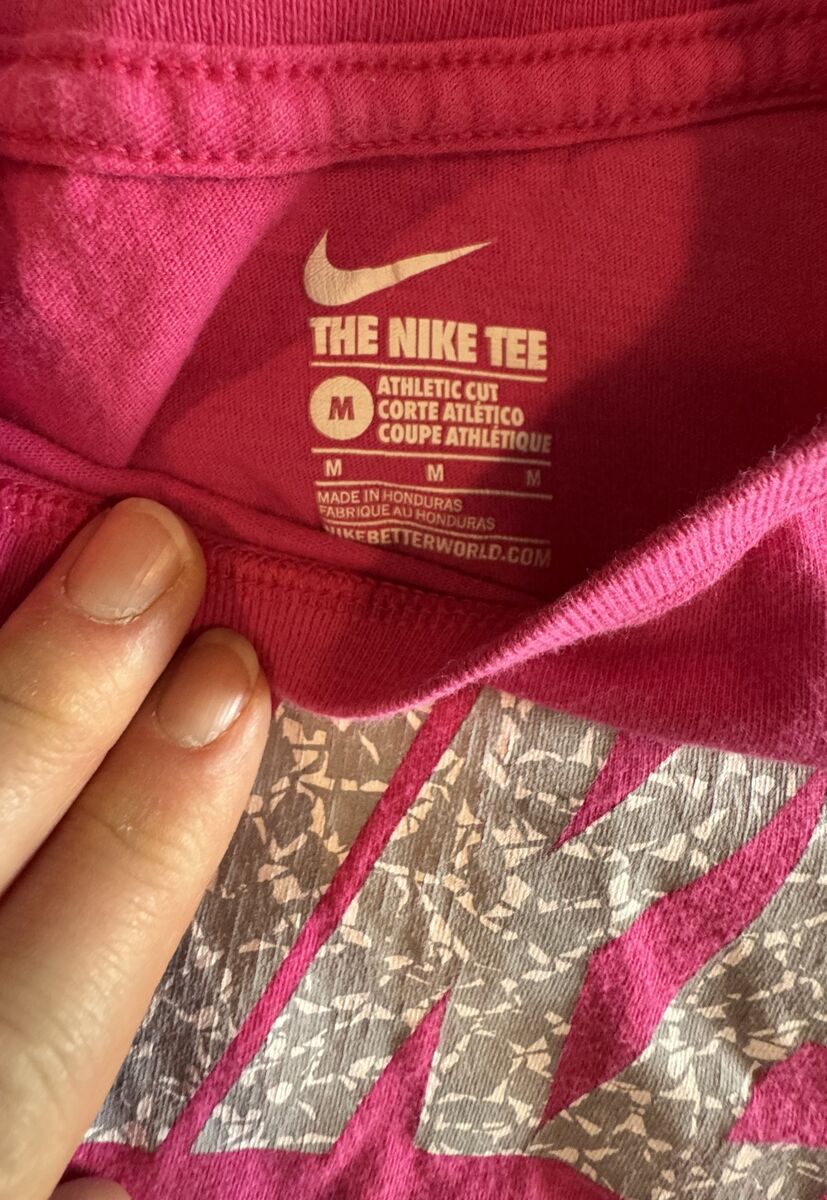 THE NIKE TEE
M
ATHLETIC CUT
CORTE ATLÉTICO
COUPE ATHLÉTIQUE
M M M
MADE IN HONDURAS
FABRIQUE AU HONDURAS
NIKEBETTERWORLD.COM